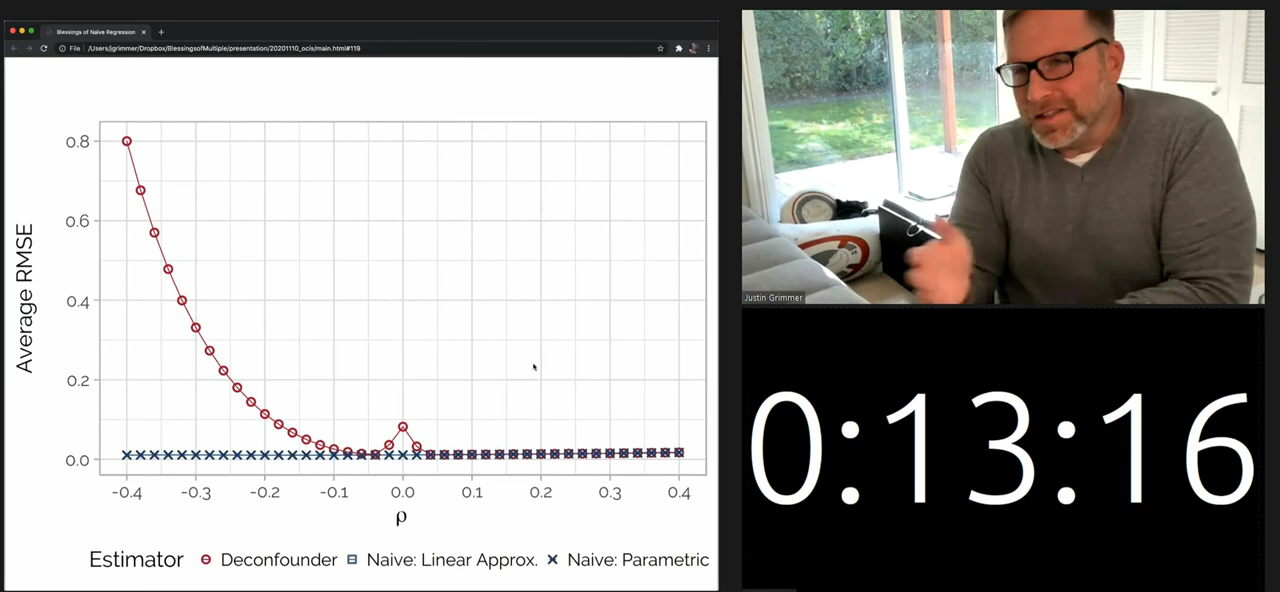 Blessings of Naïve Regression
File
/Users/jgrimmer/Dropbox/BlessingsofMultiple/presentation/20201110_ocis/main.html#119
0.8
0.6
0.4
0.2
0.0
Average RMSE
-0.4 -0.3 -0.2 -0.1 0.0 0.1 0.2 0.3 0.4
ρ
Estimator Deconfounder Naive: Linear Approx. Naive: Parametric
Justin Grimmer
0:13:16